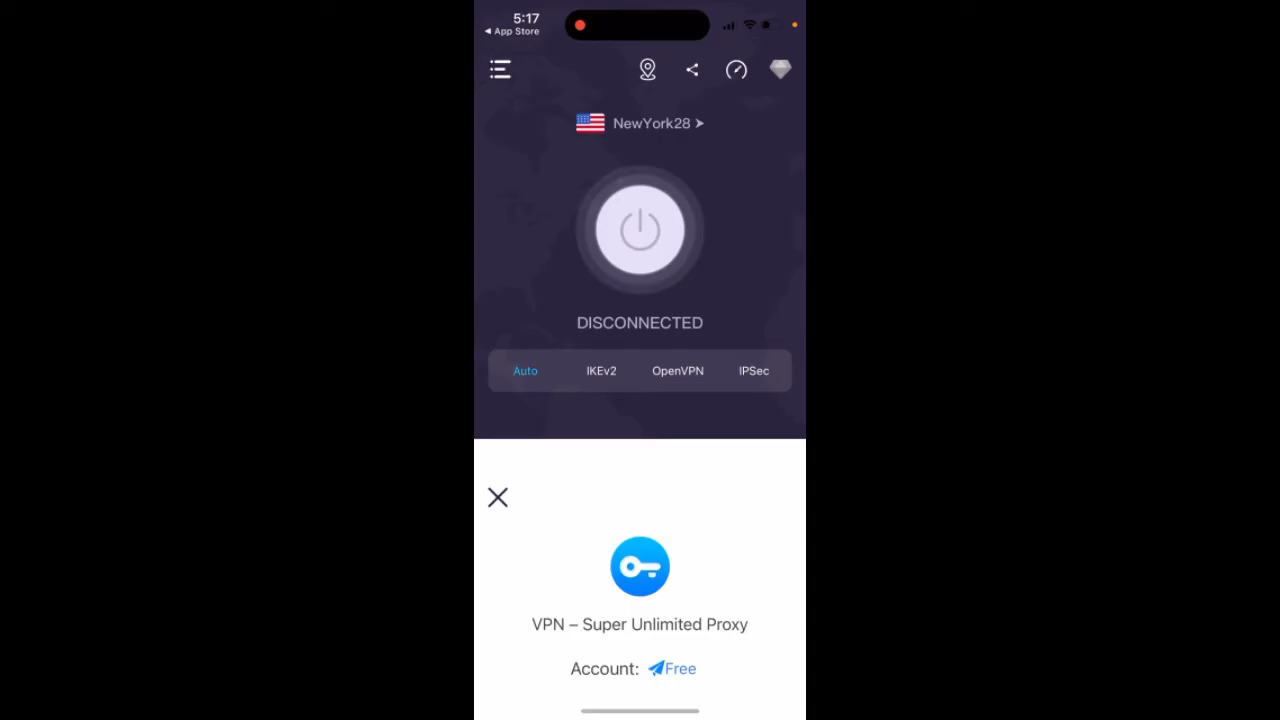 5:17
◀ App Store
NewYork28 ➤
DISCONNECTED
Auto IKEv2 OpenVPN IPSec
VPN – Super Unlimited Proxy
Account: Free